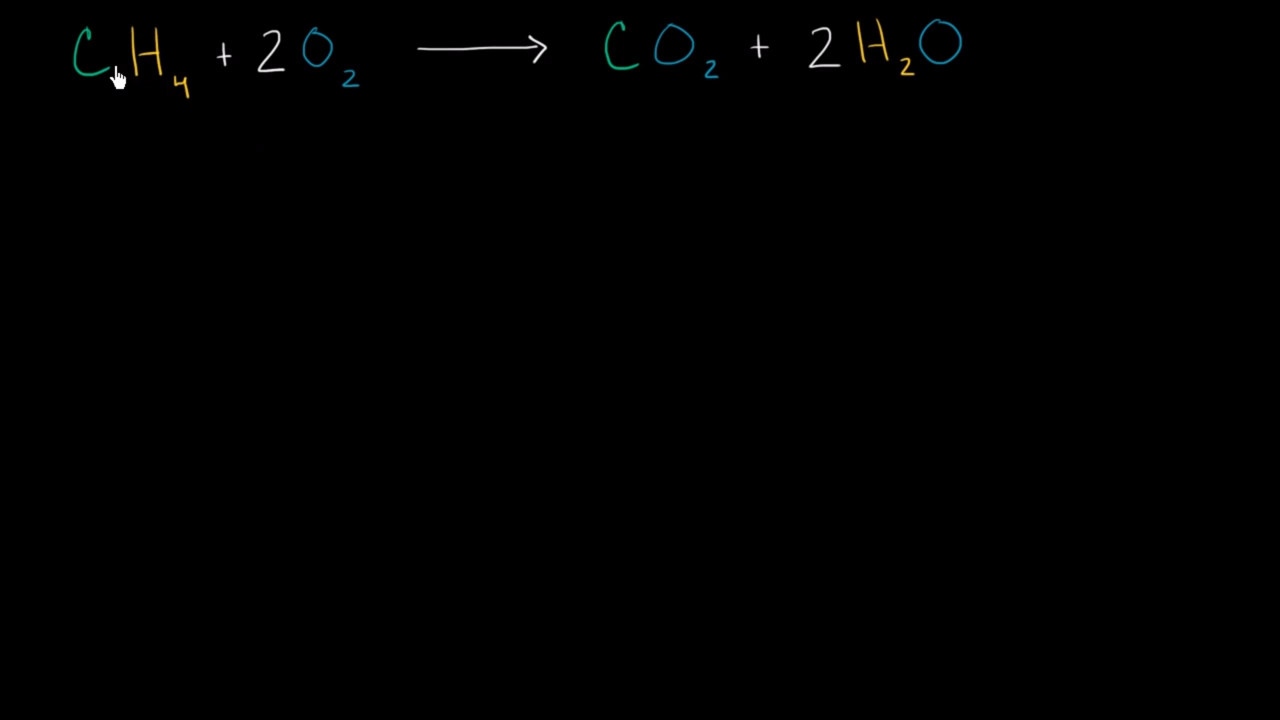 CH₄ + 2O₂ ⟶ CO₂ + 2H₂O